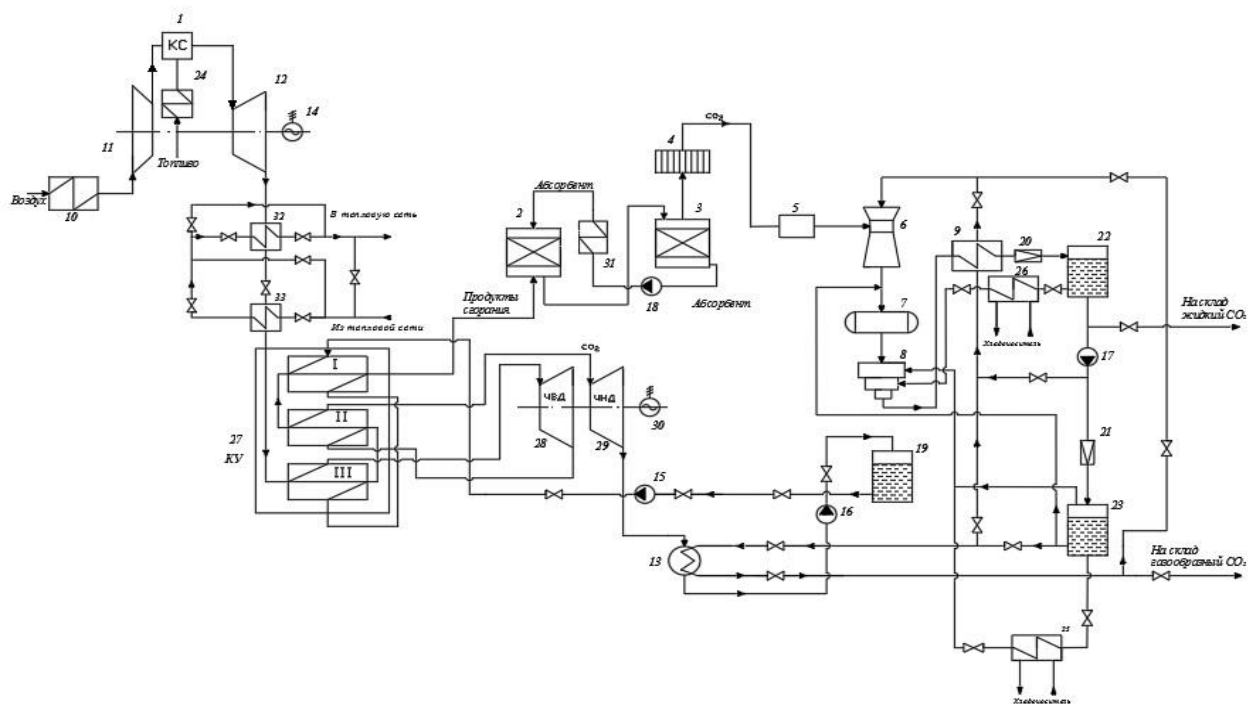 1
КС
24
12
14
11
Топливо
Воздух
10
32
В тепловую сеть
33
Из тепловой сети
Продукты
сгорания
Абсорбент
2
31
18
Абсорбент
3
4
CO₂
5
6
7
8
9
20
22
26
Хладоноситель
17
На склад
жидкий CO₂
I
II
III
27
КУ
CO₂
ЧВД
ЧНД
28
29
30
15
16
19
21
23
13
На склад
газообразный CO₂
25
Хладоноситель